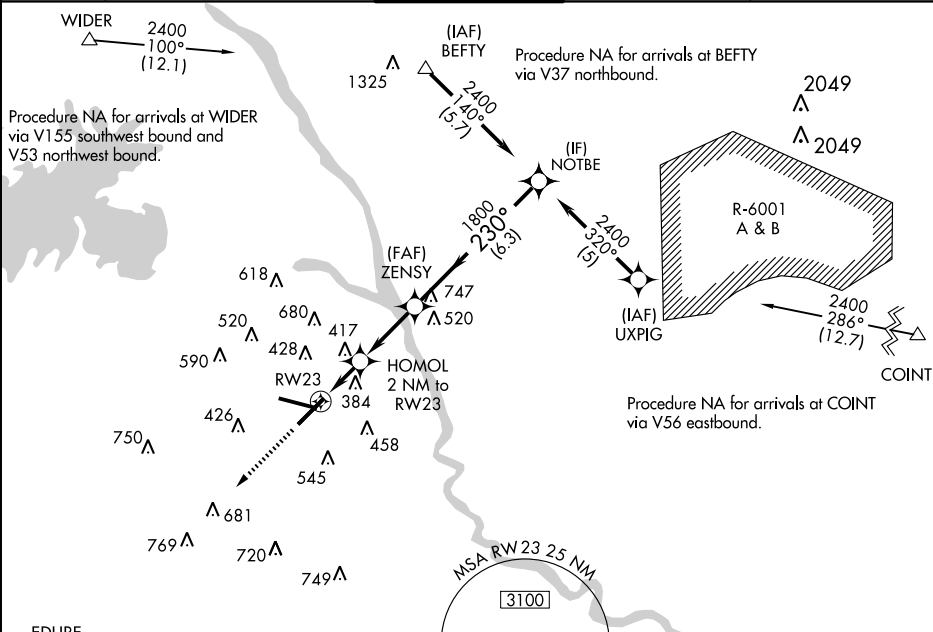 WIDER
2400
100°
(12.1)
(IAF)
BEFTY
1325
2400
140°
(5.7)
Procedure NA for arrivals at BEFTY
via V37 northbound.
2049
2049
Procedure NA for arrivals at WIDER
via V155 southwest bound and
V53 northwest bound.
(IF)
NOTBE
R-6001
A & B
1800
230°
(6.3)
2400
320°
(5)
(IAF)
UXPIG
2400
286°
(12.7)
COINT
(FAF)
ZENSY
747
520
618
680
520
417
428
590
RW23
HOMOL
2 NM to
RW23
384
426
458
750
545
Procedure NA for arrivals at COINT
via V56 eastbound.
681
769
720
749
MSA RW23 25 NM
3100